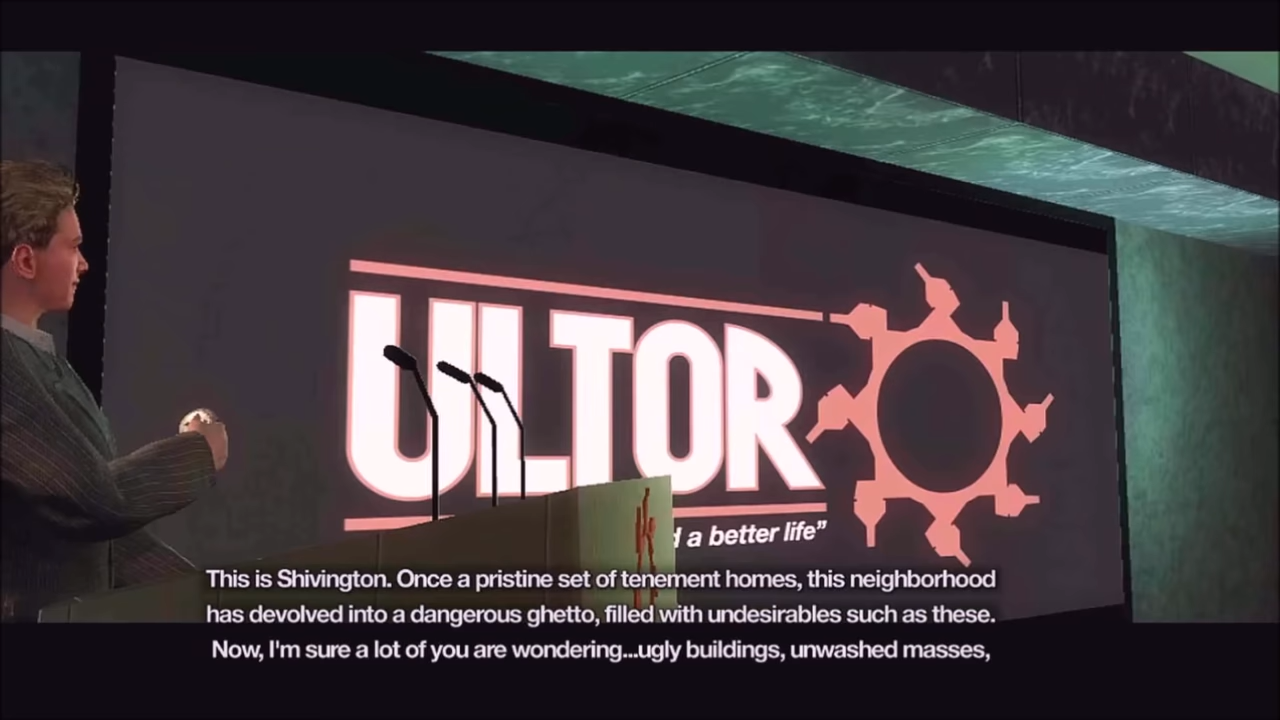 ULTOR
a better life”
This is Shivington. Once a pristine set of tenement homes, this neighborhood
has devolved into a dangerous ghetto, filled with undesirables such as these.
Now, I'm sure a lot of you are wondering...ugly buildings, unwashed masses,